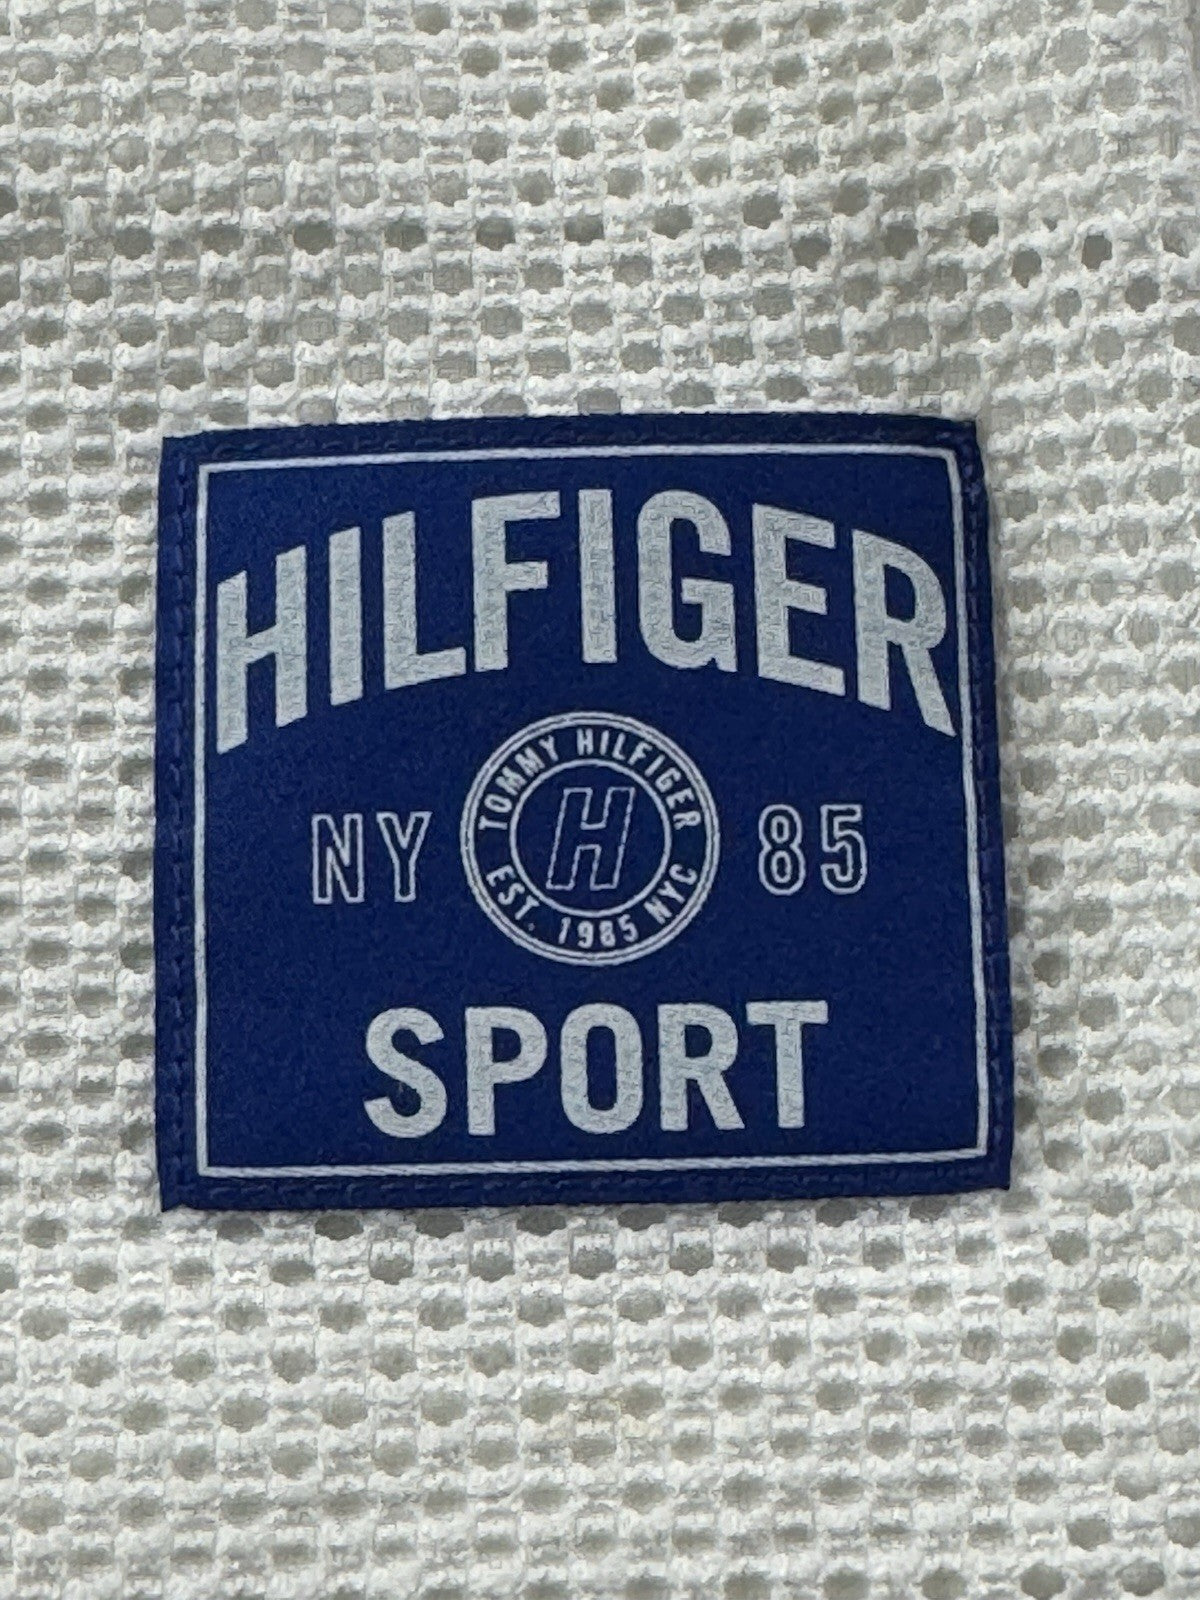 HILFIGER
NY
TOMMY HILFIGER
H
EST. 1985 NYC
85
SPORT